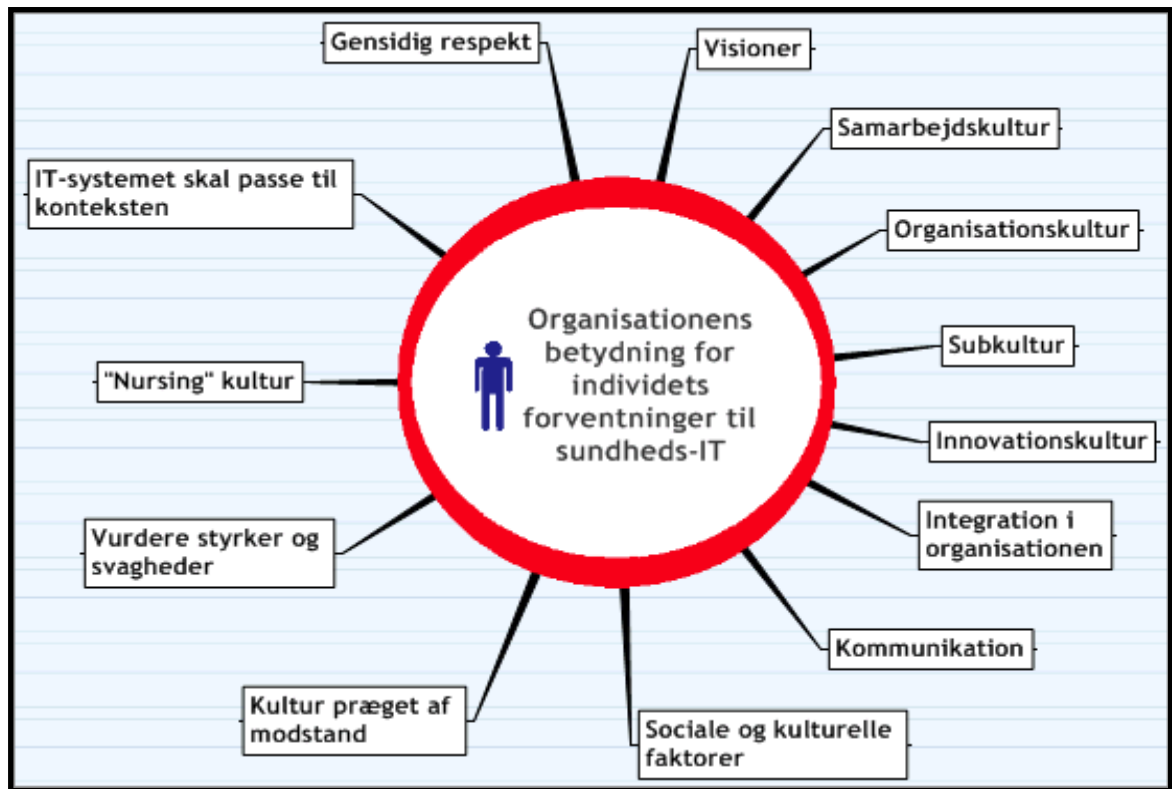 Gensidig respekt
Visioner
Samarbejdskultur
IT-systemet skal passe til
konteksten
Organisationskultur
Organisationens
betydning for
individets
forventninger til
sundheds-IT
Subkultur
"Nursing" kultur
Innovationskultur
Integration i
organisationen
Vurdere styrker og
svagheder
Kommunikation
Kultur præget af
modstand
Sociale og kulturelle
faktorer